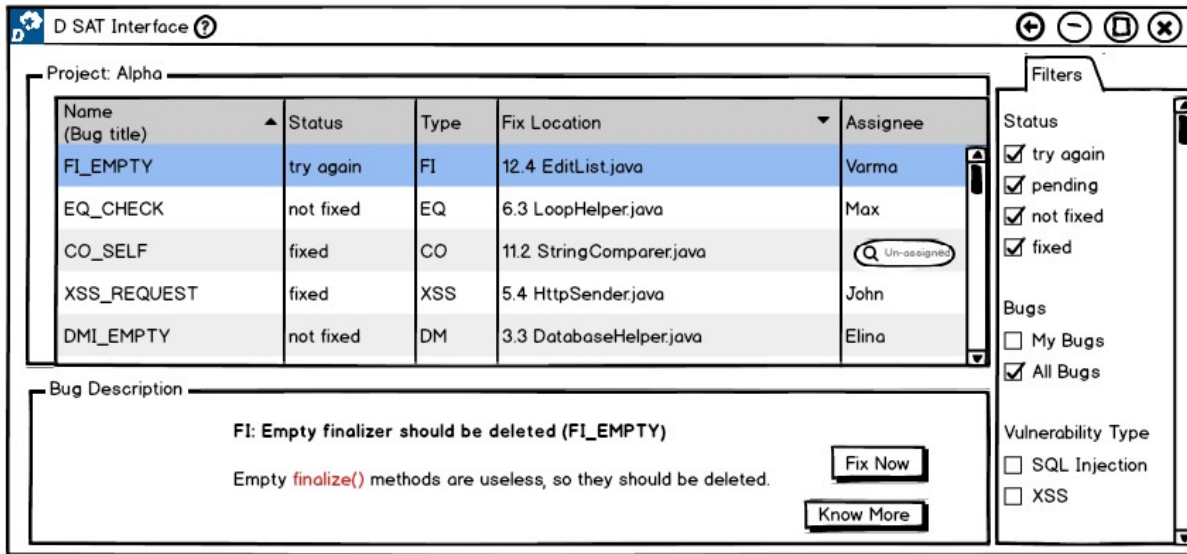 D D SAT Interface ?
Project: Alpha
Filters
Name
(Bug title)
Status
Type
Fix Location
Assignee
FI_EMPTY try again FI 12.4 EditList.java Varma
EQ_CHECK not fixed EQ 6.3 LoopHelper.java Max
CO_SELF fixed CO 11.2 StringComparer.java Un-assigned
XSS_REQUEST fixed XSS 5.4 HttpSender.java John
DMI_EMPTY not fixed DM 3.3 DatabaseHelper.java Elina
Status
try again
pending
not fixed
fixed
Bugs
My Bugs
All Bugs
Vulnerability Type
SQL Injection
XSS
Bug Description
FI: Empty finalizer should be deleted (FI_EMPTY)
Empty finalize() methods are useless, so they should be deleted.
Fix Now
Know More